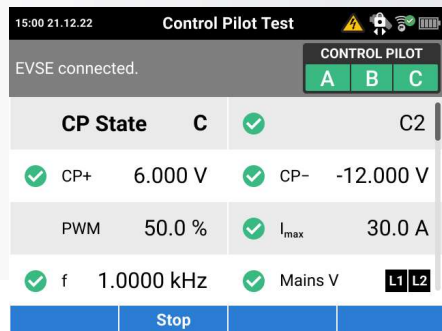 15:00 21.12.22 Control Pilot Test
EVSE connected.
CONTROL PILOT
A B C
CP State C C2
CP+ 6.000 V CP− -12.000 V
PWM 50.0 % Imax 30.0 A
f 1.0000 kHz Mains V L1 L2
Stop